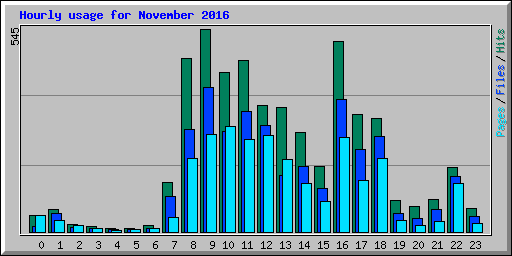 Hourly usage for November 2016
545
Pages/Files/Hits
0 1 2 3 4 5 6 7 8 9 10 11 12 13 14 15 16 17 18 19 20 21 22 23